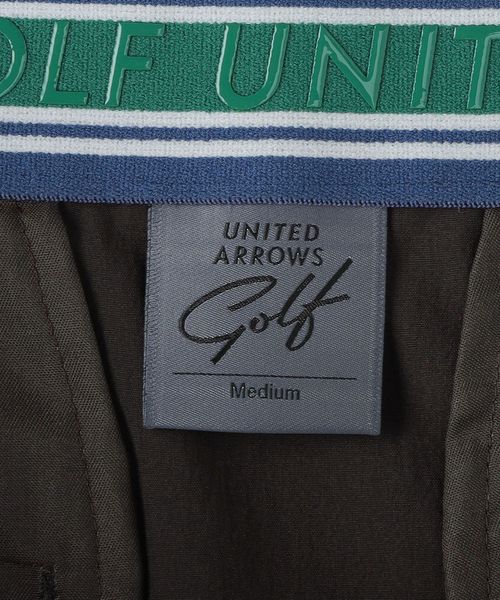 OLF UNIT
UNITED
ARROWS
Golf
Medium